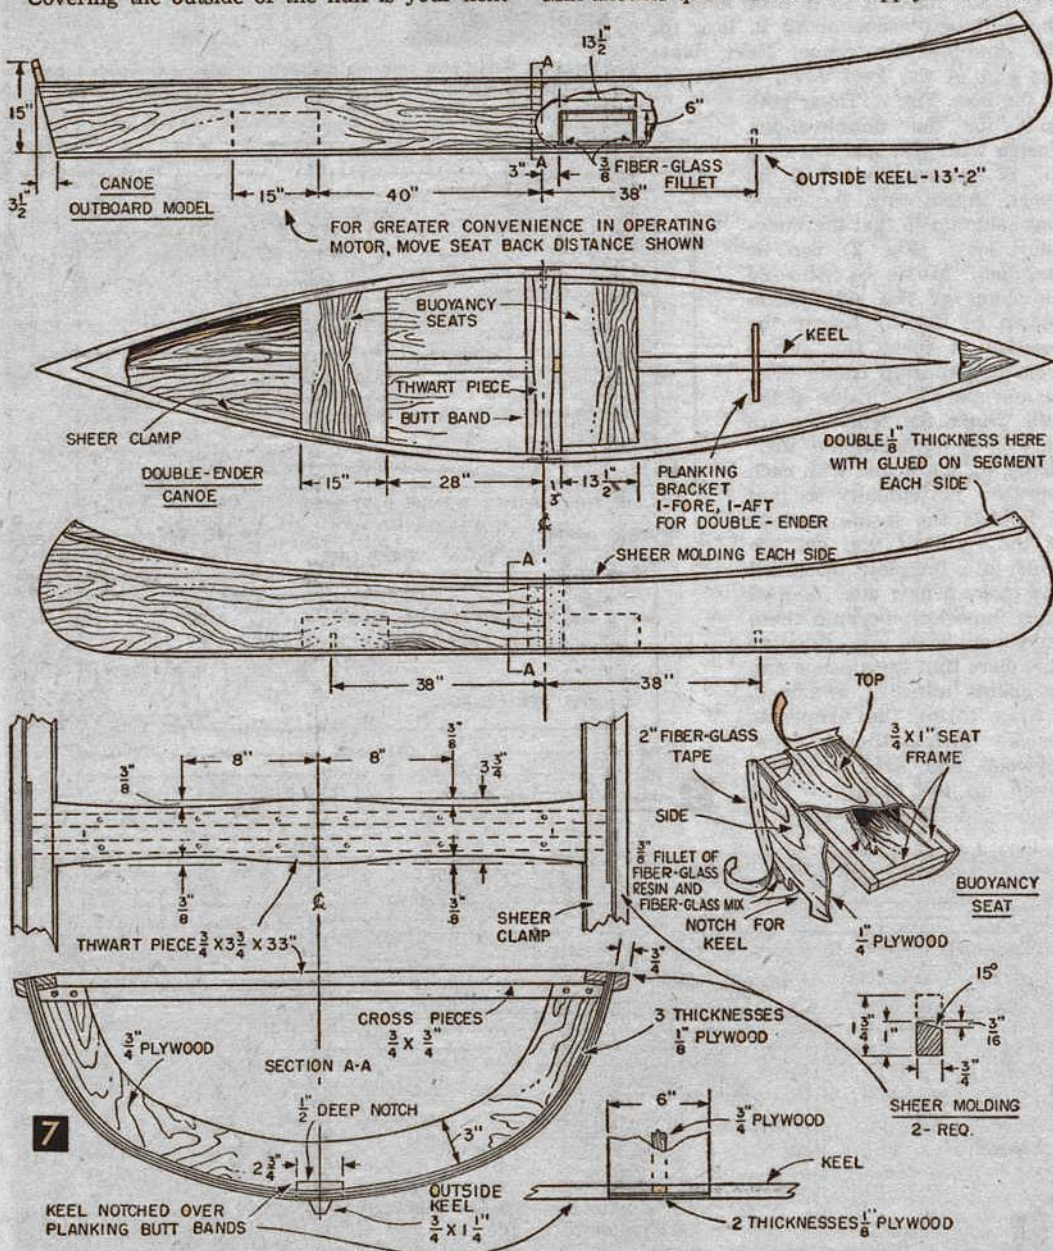 Covering the outside of the hull is your next
13 1/2"
A
15"
6"
A
3"
3/8 FIBER-GLASS
FILLET
3 1/2"
CANOE
OUTBOARD MODEL
15"
40"
38"
OUTSIDE KEEL-13'-2"
FOR GREATER CONVENIENCE IN OPERATING
MOTOR, MOVE SEAT BACK DISTANCE SHOWN
BUOYANCY
SEATS
KEEL
THWART PIECE
BUTT BAND
SHEER CLAMP
DOUBLE-ENDER
CANOE
15"
28"
3"
13 1/2"
PLANKING
BRACKET
1-FORE, 1-AFT
FOR DOUBLE-ENDER
DOUBLE 1/8" THICKNESS HERE
WITH GLUED ON SEGMENT
EACH SIDE
℄
A
SHEER MOLDING EACH SIDE
A
38"
38"
TOP
3/8"
8"
8"
3/8
3/4"
3/8"
3/8"
℄
THWART PIECE 3/4 X 3 3/4 X 33"
SHEER
CLAMP
2" FIBER-GLASS
TAPE
3/4 X 1" SEAT
FRAME
SIDE
3/8" FILLET OF
FIBER-GLASS
RESIN AND
FIBER-GLASS MIX
NOTCH FOR
KEEL
1/4" PLYWOOD
BUOYANCY
SEAT
3/4"
CROSS PIECES
3/4 X 3/4"
3/4" PLYWOOD
SECTION A-A
3 THICKNESSES
1/8" PLYWOOD
15°
1 3/4"
1"
3/16
3/4"
SHEER MOLDING
2- REQ.
7
1/2" DEEP NOTCH
2 3/4"
3"
6"
3/4" PLYWOOD
KEEL
KEEL NOTCHED OVER
PLANKING BUTT BANDS
OUTSIDE
KEEL
3/4 X 1 1/4"
2 THICKNESSES 1/8" PLYWOOD